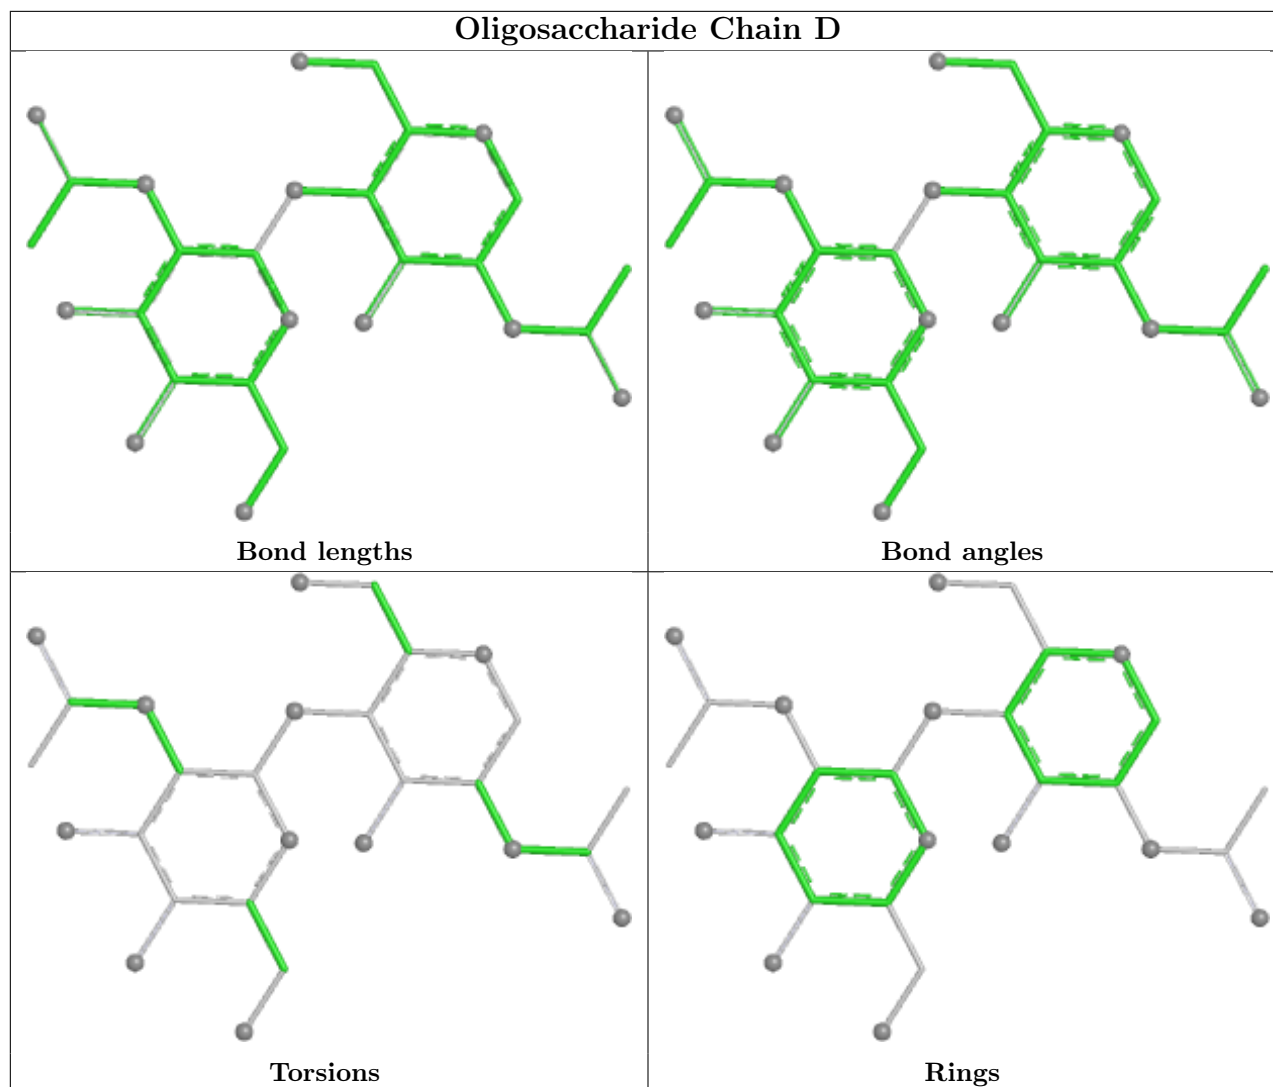 Oligosaccharide Chain D
Bond lengths
Bond angles
Torsions
Rings